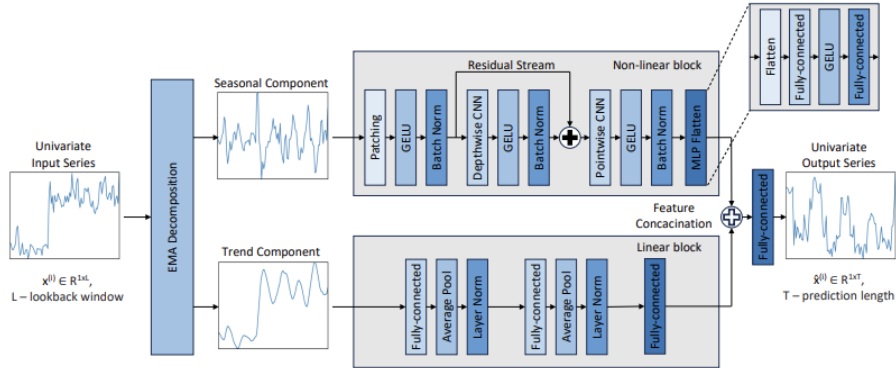 Univariate
Input Series
x⁽ⁱ⁾ ∈ R¹ˣᴸ,
L – lookback window
EMA Decomposition
Seasonal Component
Trend Component
Residual Stream
Non-linear block
Patching
GELU
Batch Norm
Depthwise CNN
GELU
Batch Norm
Pointwise CNN
GELU
Batch Norm
MLP Flatten
Flatten
Fully-connected
GELU
Fully-connected
Linear block
Fully-connected
Average Pool
Layer Norm
Fully-connected
Average Pool
Layer Norm
Fully-connected
Feature
Concacination
Fully-connected
Univariate
Output Series
x̂⁽ⁱ⁾ ∈ R¹ˣᵀ,
T – prediction length